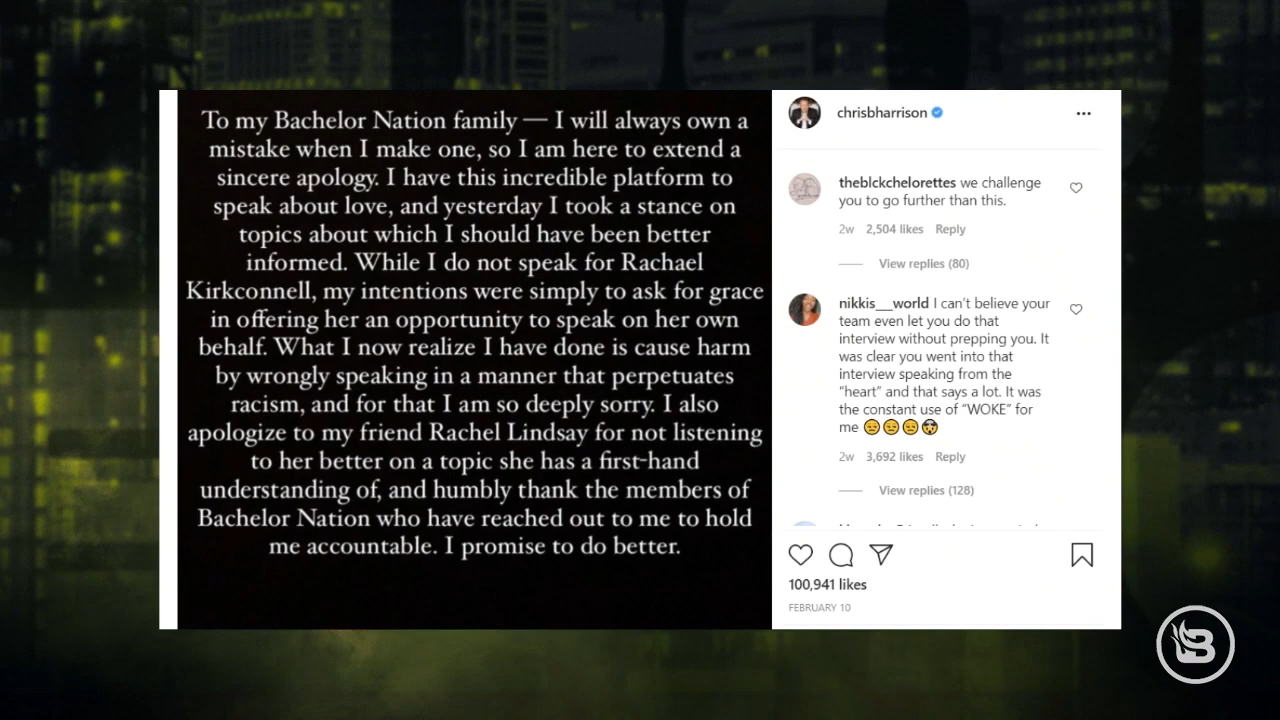 To my Bachelor Nation family — I will always own a
mistake when I make one, so I am here to extend a
sincere apology. I have this incredible platform to
speak about love, and yesterday I took a stance on
topics about which I should have been better
informed. While I do not speak for Rachael
Kirkconnell, my intentions were simply to ask for grace
in offering her an opportunity to speak on her own
behalf. What I now realize I have done is cause harm
by wrongly speaking in a manner that perpetuates
racism, and for that I am so deeply sorry. I also
apologize to my friend Rachel Lindsay for not listening
to her better on a topic she has a first-hand
understanding of, and humbly thank the members of
Bachelor Nation who have reached out to me to hold
me accountable. I promise to do better.
chrisbharrison
theblckchelorettes we challenge
you to go further than this.
2w 2,504 likes Reply
View replies (80)
nikkis__world I can't believe your
team even let you do that
interview without prepping you. It
was clear you went into that
interview speaking from the
"heart" and that says a lot. It was
the constant use of "WOKE" for
me 😒😒😒😵
2w 3,692 likes Reply
View replies (128)
100,941 likes
FEBRUARY 10
B